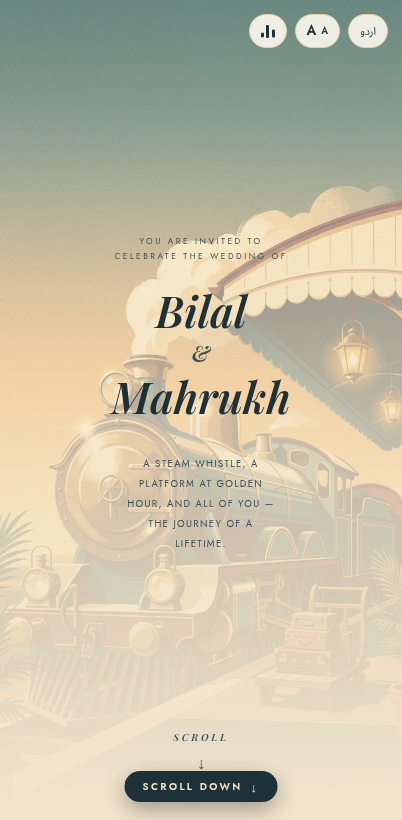 A A
اردو
YOU ARE INVITED TO
CELEBRATE THE WEDDING OF
Bilal
&
Mahrukh
A STEAM WHISTLE, A
PLATFORM AT GOLDEN
HOUR, AND ALL OF YOU —
THE JOURNEY OF A
LIFETIME.
SCROLL
↓
SCROLL DOWN ↓